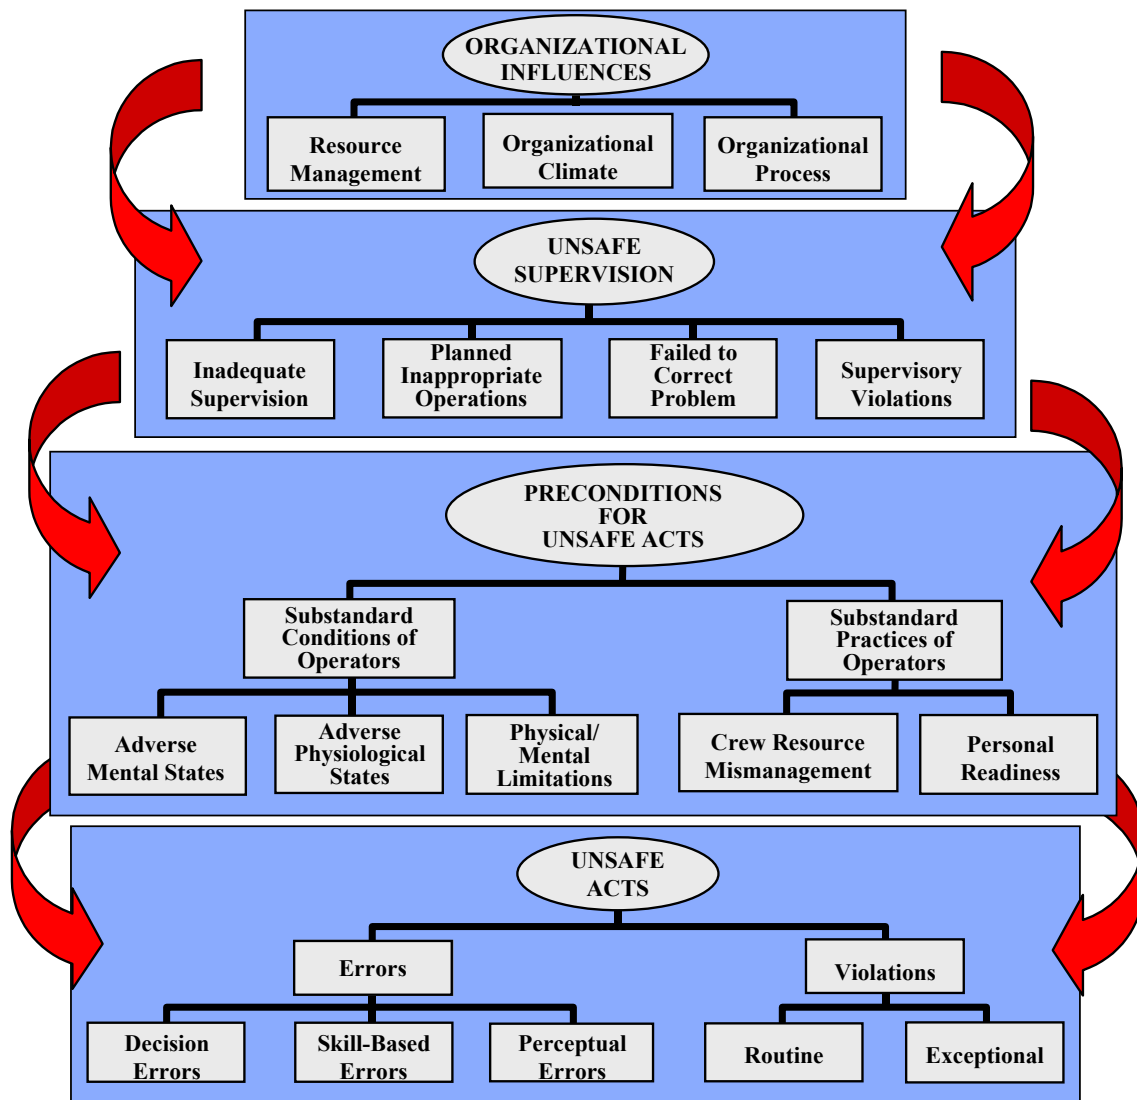 ORGANIZATIONAL
INFLUENCES
Resource
Management
Organizational
Climate
Organizational
Process
UNSAFE
SUPERVISION
Inadequate
Supervision
Planned
Inappropriate
Operations
Failed to
Correct
Problem
Supervisory
Violations
PRECONDITIONS
FOR
UNSAFE ACTS
Substandard
Conditions of
Operators
Substandard
Practices of
Operators
Adverse
Mental States
Adverse
Physiological
States
Physical/
Mental
Limitations
Crew Resource
Mismanagement
Personal
Readiness
UNSAFE
ACTS
Errors
Violations
Decision
Errors
Skill-Based
Errors
Perceptual
Errors
Routine
Exceptional